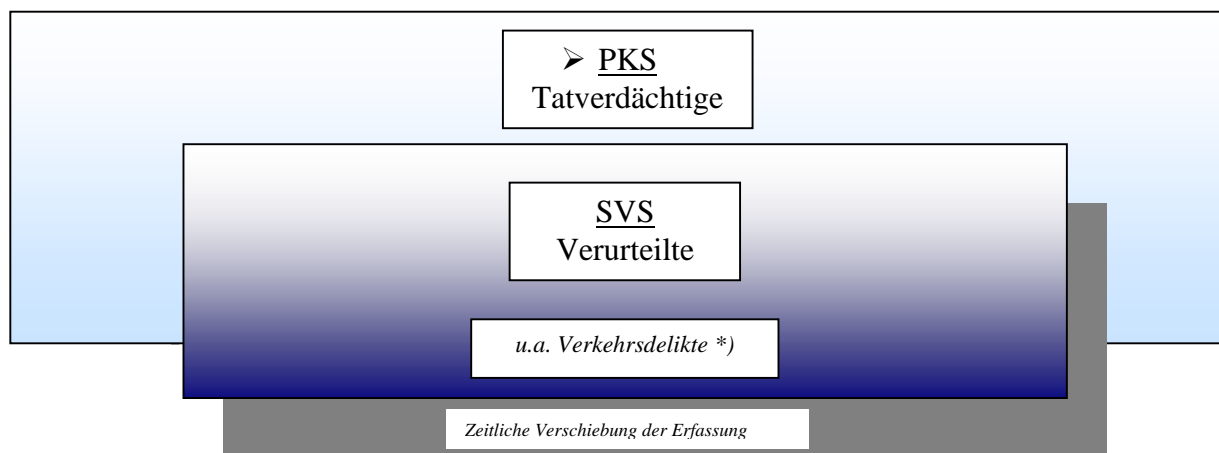 ➢ PKS
Tatverdächtige
SVS
Verurteilte
u.a. Verkehrsdelikte *)
Zeitliche Verschiebung der Erfassung